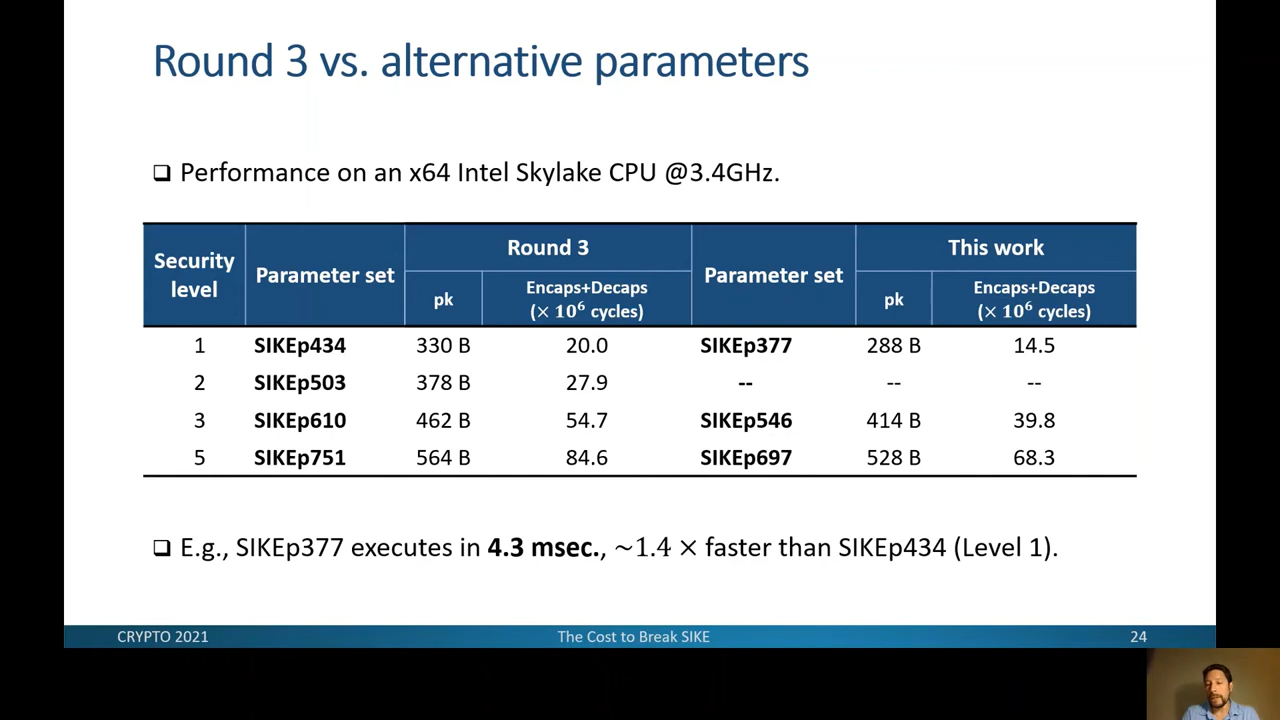 Round 3 vs. alternative parameters
❑ Performance on an x64 Intel Skylake CPU @3.4GHz.
Security level | Parameter set | Round 3 | Parameter set | This work
pk | Encaps+Decaps (× 10⁶ cycles) | pk | Encaps+Decaps (× 10⁶ cycles)
1 | SIKEp434 | 330 B | 20.0 | SIKEp377 | 288 B | 14.5
2 | SIKEp503 | 378 B | 27.9 | -- | -- | --
3 | SIKEp610 | 462 B | 54.7 | SIKEp546 | 414 B | 39.8
5 | SIKEp751 | 564 B | 84.6 | SIKEp697 | 528 B | 68.3
❑ E.g., SIKEp377 executes in 4.3 msec., ~1.4 × faster than SIKEp434 (Level 1).
CRYPTO 2021 The Cost to Break SIKE 24